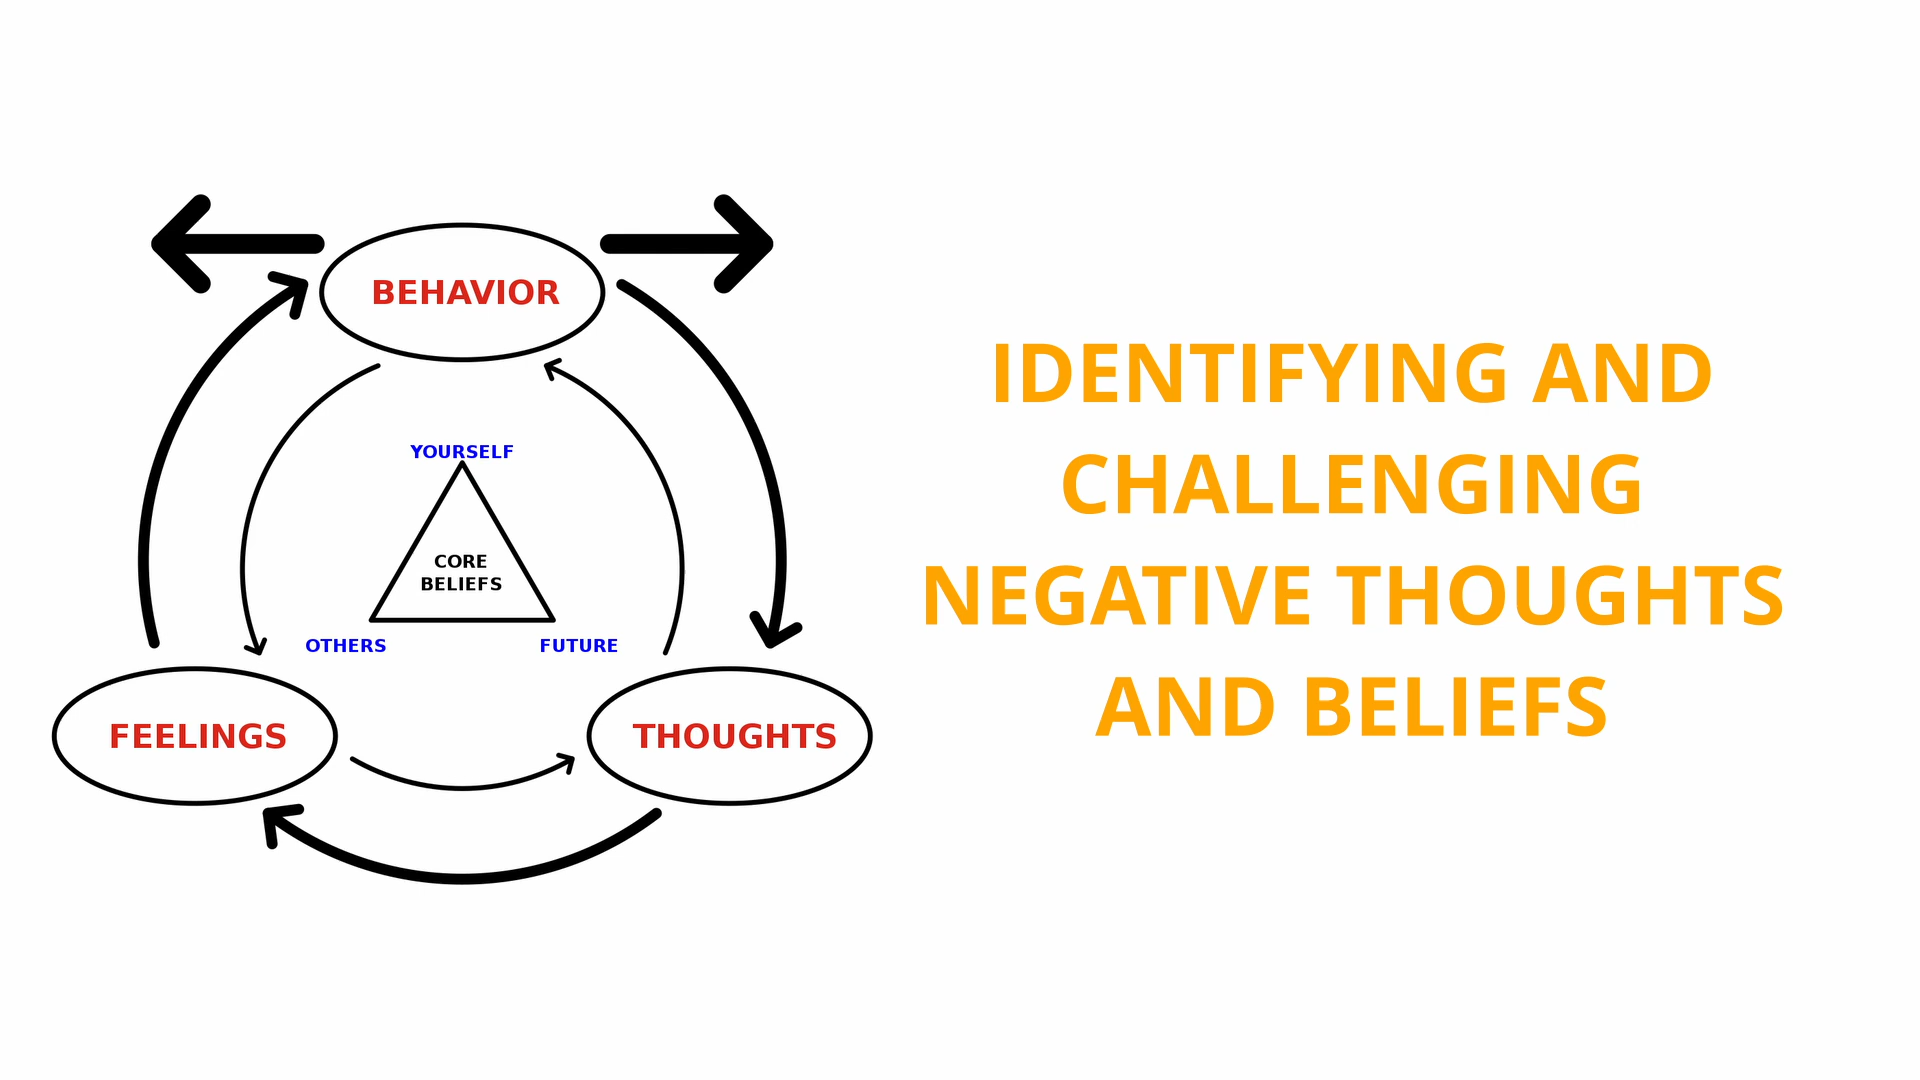 BEHAVIOR
YOURSELF
CORE
BELIEFS
OTHERS
FUTURE
FEELINGS
THOUGHTS
IDENTIFYING AND
CHALLENGING
NEGATIVE THOUGHTS
AND BELIEFS